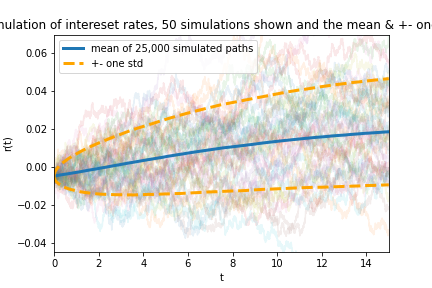 nulation of intereset rates, 50 simulations shown and the mean & +- one
mean of 25,000 simulated paths
+- one std
r(t)
0.06
0.04
0.02
0.00
−0.02
−0.04
0 2 4 6 8 10 12 14
t